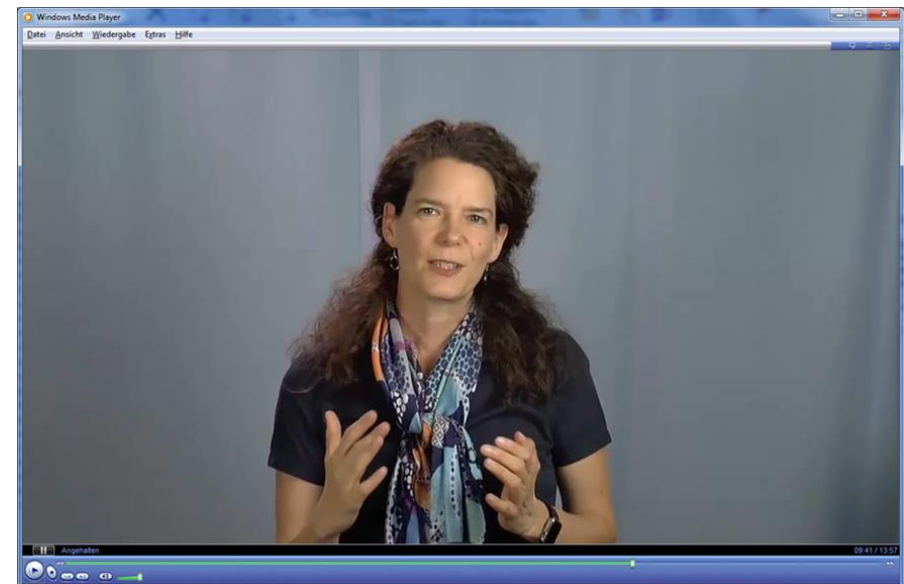 Windows Media Player
Datei Ansicht Wiedergabe Extras Hilfe
Angehalten 09:41 / 13:57